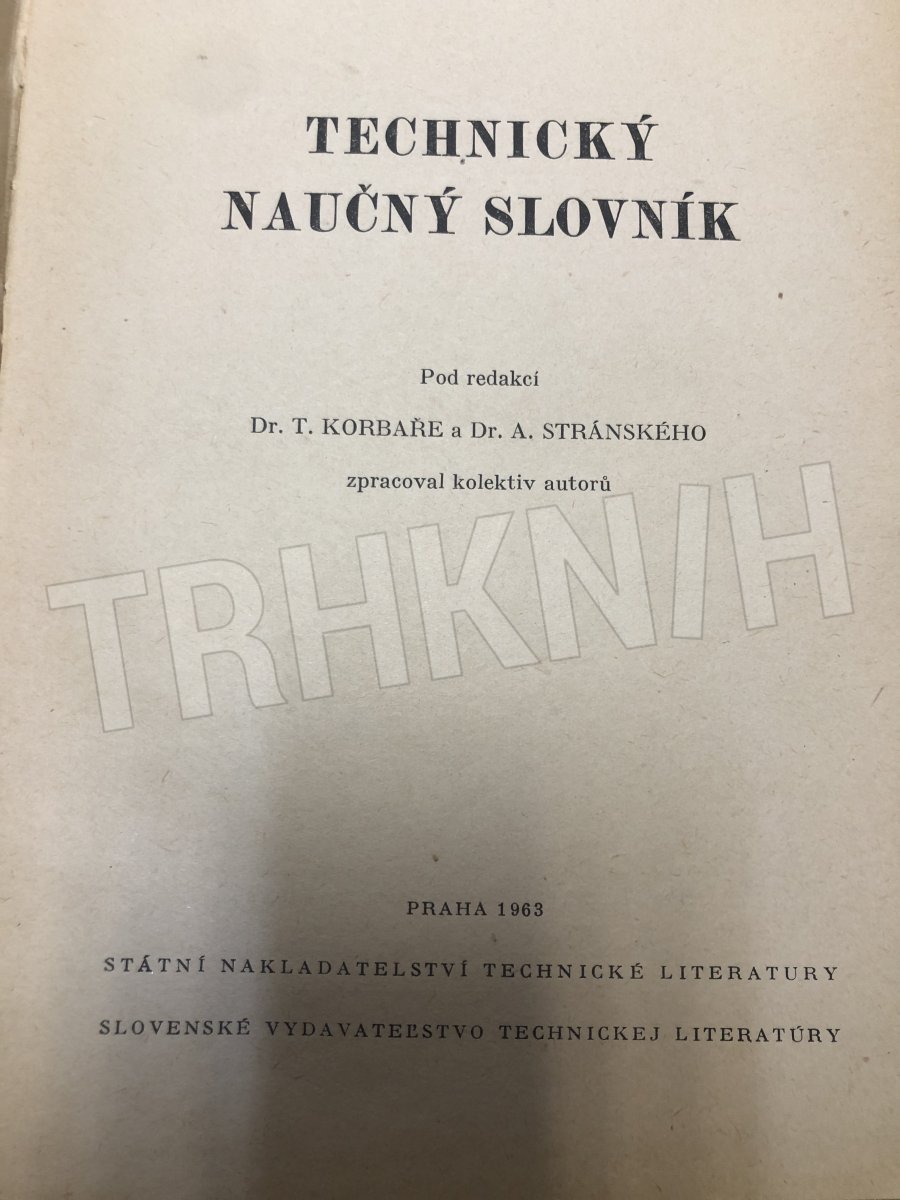 TECHNICKÝ
NAUČNÝ SLOVNÍK
Pod redakcí
Dr. T. KORBAŘE a Dr. A. STRÁNSKÉHO
zpracoval kolektiv autorů
TRHKNIH
PRAHA 1963
STÁTNÍ NAKLADATELSTVÍ TECHNICKÉ LITERATURY
SLOVENSKÉ VYDAVATEĽSTVO TECHNICKEJ LITERATÚRY